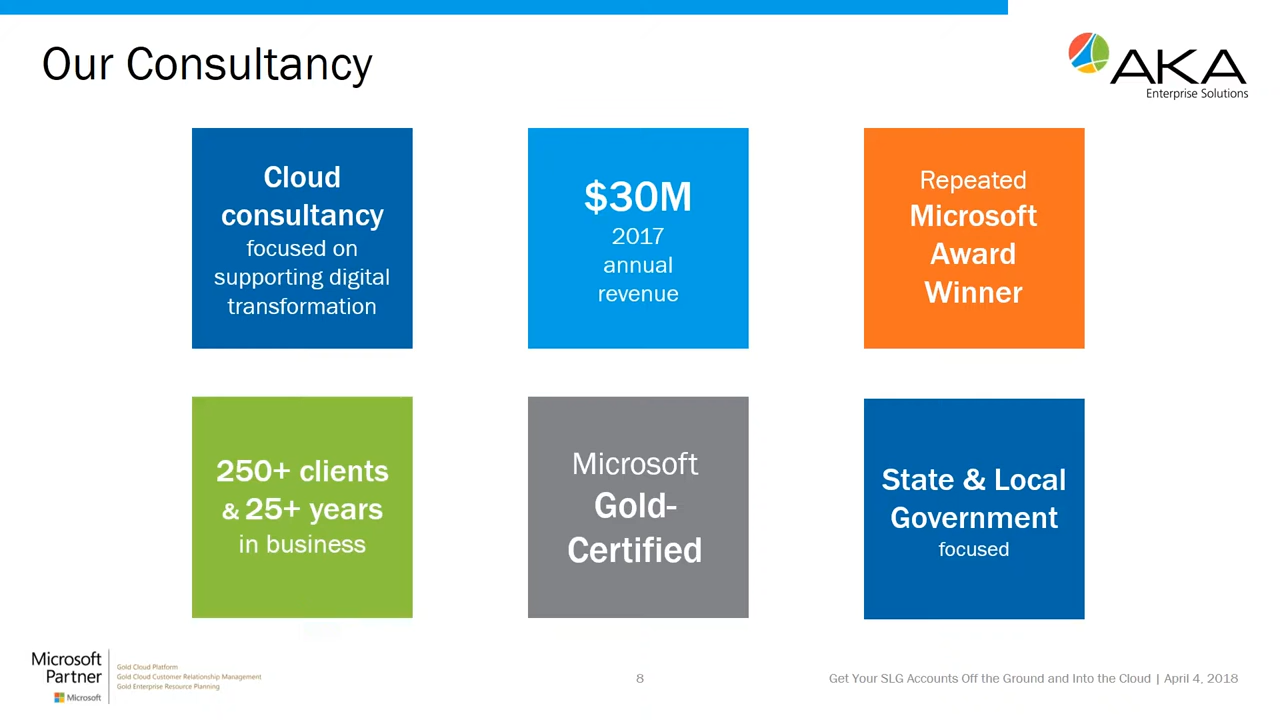 Our Consultancy
AKA
Enterprise Solutions
Cloud
consultancy
focused on
supporting digital
transformation
$30M
2017
annual
revenue
Repeated
Microsoft
Award
Winner
250+ clients
& 25+ years
in business
Microsoft
Gold-
Certified
State & Local
Government
focused
Microsoft
Partner
Microsoft
Gold Cloud Platform
Gold Cloud Customer Relationship Management
Gold Enterprise Resource Planning
8
Get Your SLG Accounts Off the Ground and Into the Cloud | April 4, 2018